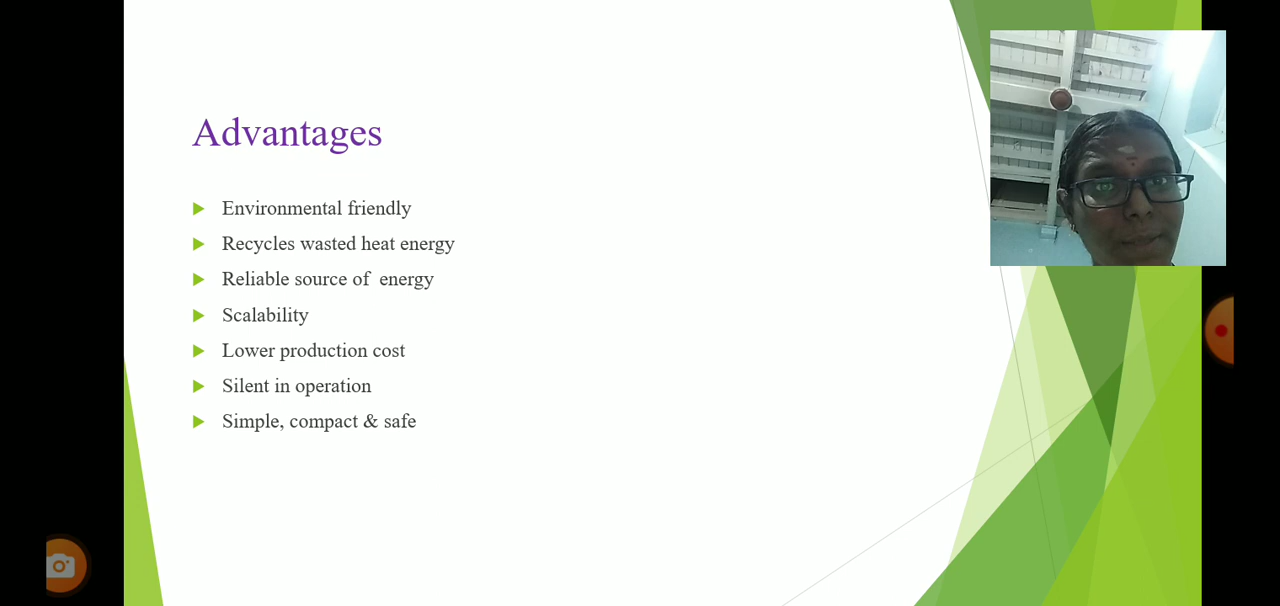 Advantages
Environmental friendly
Recycles wasted heat energy
Reliable source of  energy
Scalability
Lower production cost
Silent in operation
Simple, compact & safe